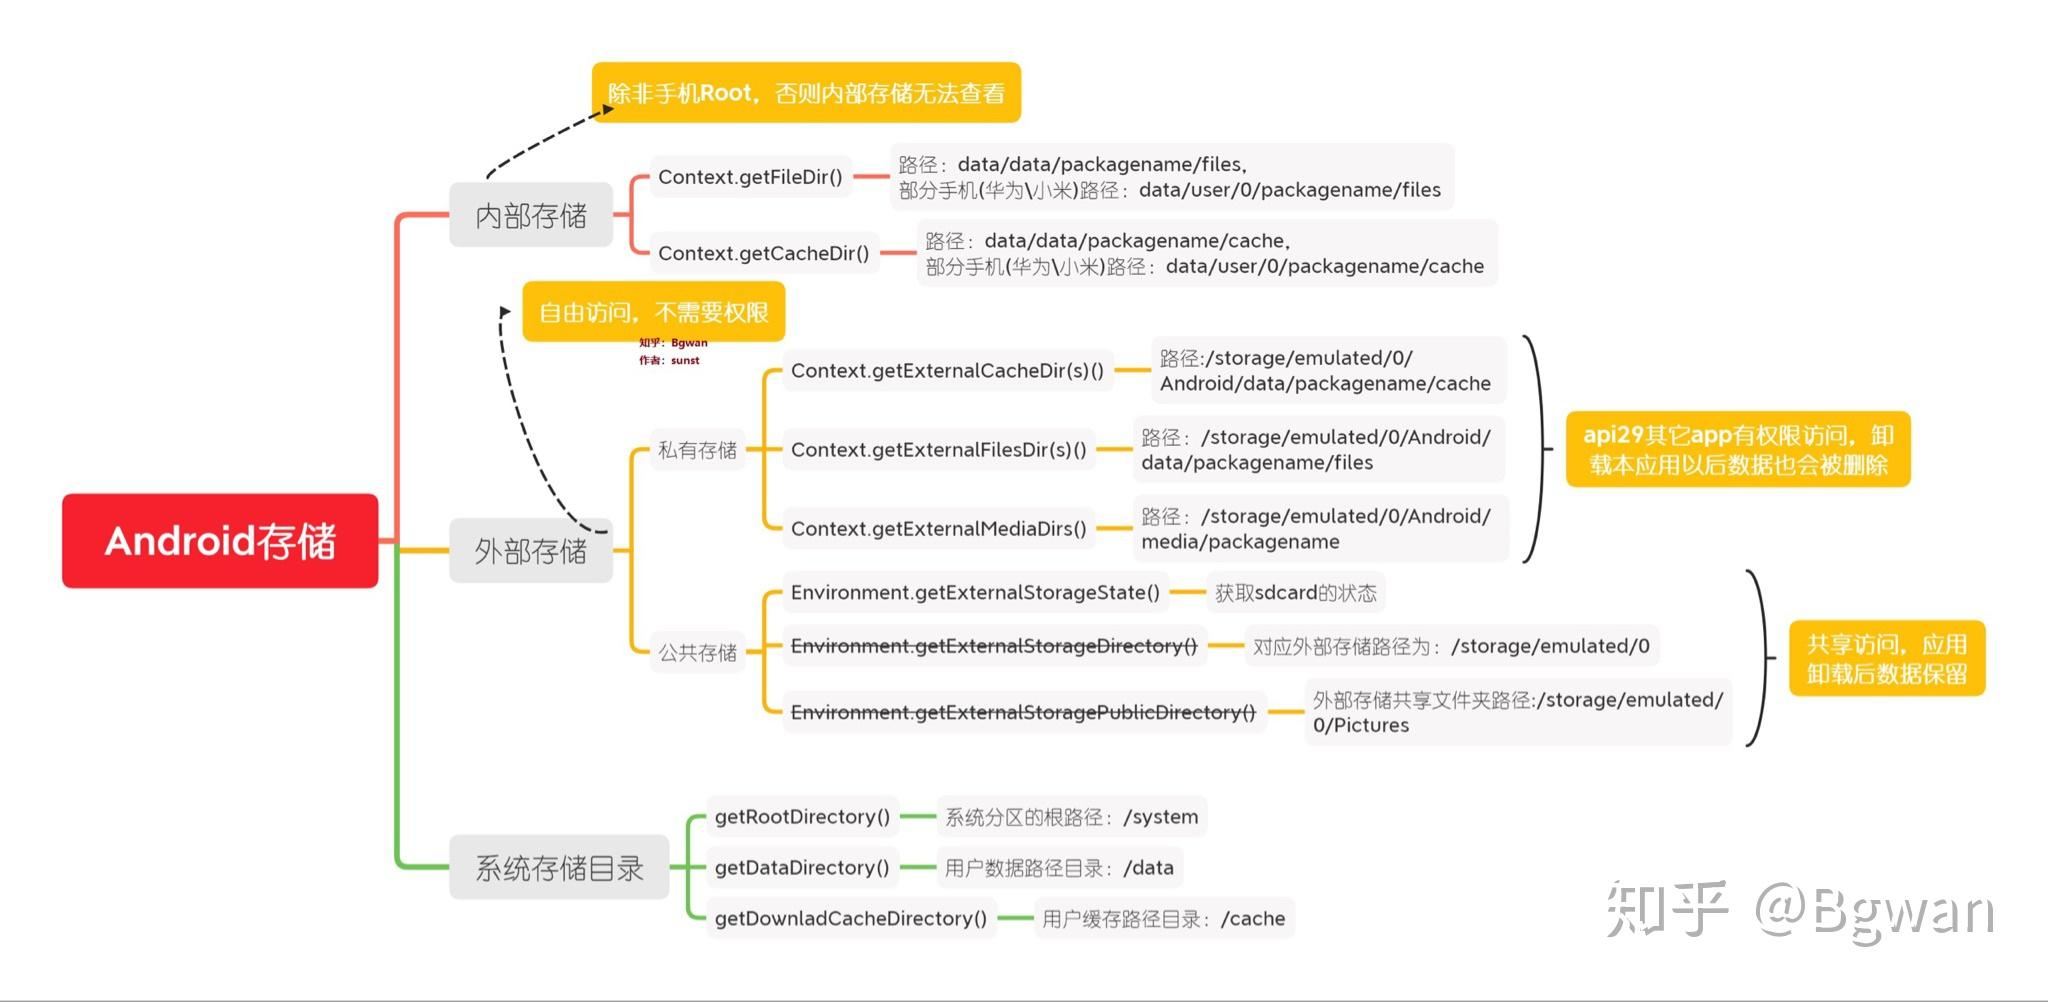 除非手机Root，否则内部存储无法查看
Context.getFileDir()
路径：data/data/packagename/files,
部分手机(华为\小米)路径：data/user/0/packagename/files
内部存储
Context.getCacheDir()
路径：data/data/packagename/cache,
部分手机(华为\小米)路径：data/user/0/packagename/cache
自由访问，不需要权限
知乎：Bgwan
作者：sunst
Context.getExternalCacheDir(s)()
路径:/storage/emulated/0/
Android/data/packagename/cache
私有存储
Context.getExternalFilesDir(s)()
路径：/storage/emulated/0/Android/
data/packagename/files
api29其它app有权限访问，卸
载本应用以后数据也会被删除
Context.getExternalMediaDirs()
路径：/storage/emulated/0/Android/
media/packagename
Android存储
外部存储
Environment.getExternalStorageState()
获取sdcard的状态
公共存储
Environment.getExternalStorageDirectory()
对应外部存储路径为：/storage/emulated/0
共享访问，应用
卸载后数据保留
Environment.getExternalStoragePublicDirectory()
外部存储共享文件夹路径:/storage/emulated/
0/Pictures
getRootDirectory()
系统分区的根路径：/system
系统存储目录
getDataDirectory()
用户数据路径目录：/data
getDownladCacheDirectory()
用户缓存路径目录：/cache
知乎 @Bgwan